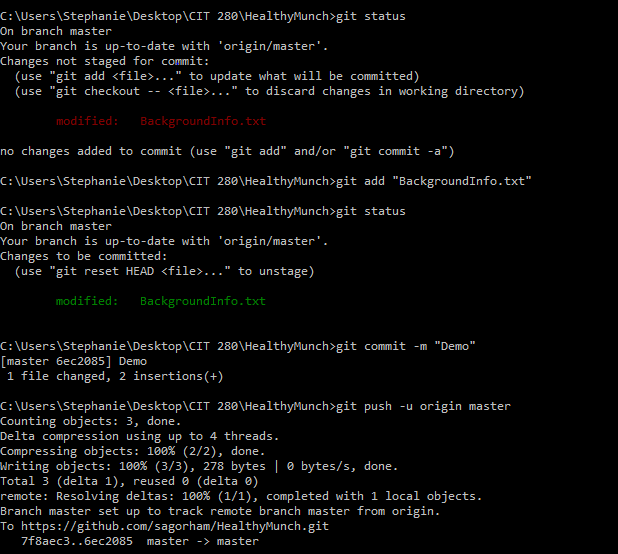 C:\Users\Stephanie\Desktop\CIT 280\HealthyMunch>git status
On branch master
Your branch is up-to-date with 'origin/master'.
Changes not staged for commit:
  (use "git add <file>..." to update what will be committed)
  (use "git checkout -- <file>..." to discard changes in working directory)
        modified:   BackgroundInfo.txt
no changes added to commit (use "git add" and/or "git commit -a")
C:\Users\Stephanie\Desktop\CIT 280\HealthyMunch>git add "BackgroundInfo.txt"
C:\Users\Stephanie\Desktop\CIT 280\HealthyMunch>git status
On branch master
Your branch is up-to-date with 'origin/master'.
Changes to be committed:
  (use "git reset HEAD <file>..." to unstage)
        modified:   BackgroundInfo.txt
C:\Users\Stephanie\Desktop\CIT 280\HealthyMunch>git commit -m "Demo"
[master 6ec2085] Demo
 1 file changed, 2 insertions(+)
C:\Users\Stephanie\Desktop\CIT 280\HealthyMunch>git push -u origin master
Counting objects: 3, done.
Delta compression using up to 4 threads.
Compressing objects: 100% (2/2), done.
Writing objects: 100% (3/3), 278 bytes | 0 bytes/s, done.
Total 3 (delta 1), reused 0 (delta 0)
remote: Resolving deltas: 100% (1/1), completed with 1 local objects.
Branch master set up to track remote branch master from origin.
To https://github.com/sagorham/HealthyMunch.git
   7f8aec3..6ec2085  master -> master